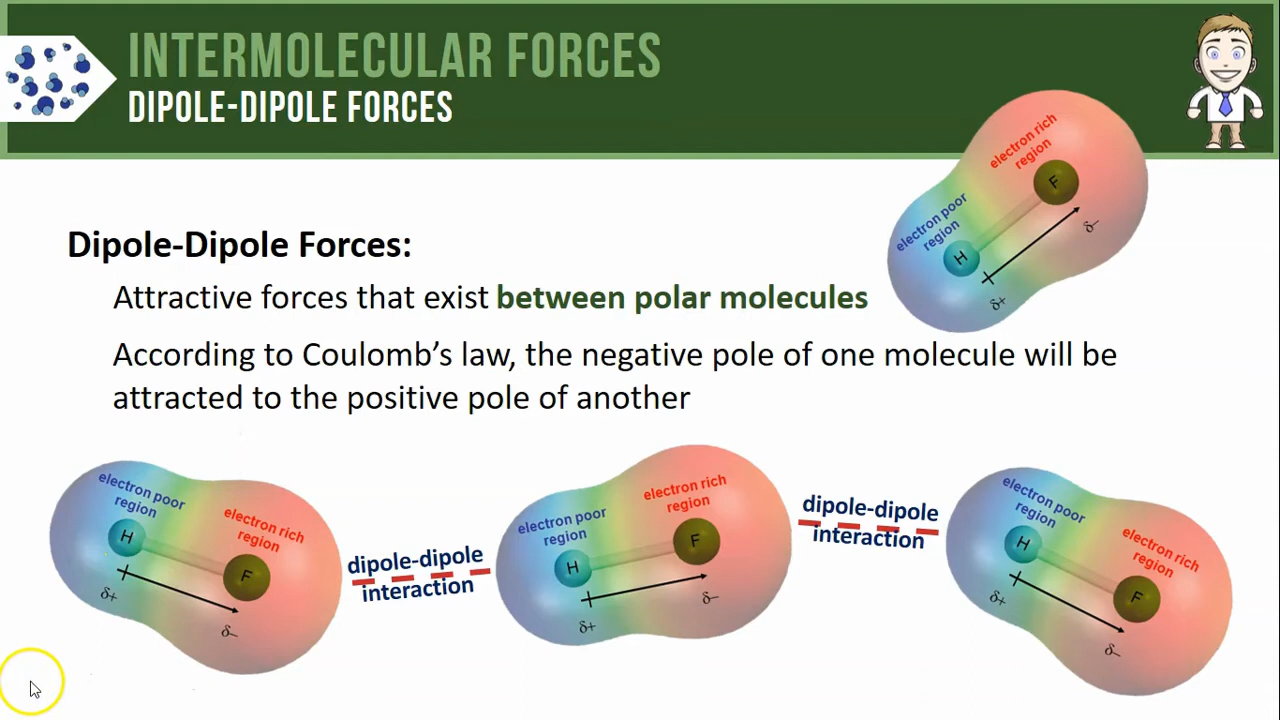 INTERMOLECULAR FORCES
DIPOLE-DIPOLE FORCES
electron rich
region
F
electron poor
region
H
δ−
δ+
Dipole-Dipole Forces:
Attractive forces that exist between polar molecules
According to Coulomb’s law, the negative pole of one molecule will be
attracted to the positive pole of another
electron poor
region
H
electron rich
region
F
δ+
δ−
dipole-dipole
interaction
electron poor
region
H
electron rich
region
F
δ+
δ−
dipole-dipole
interaction
electron poor
region
H
electron rich
region
F
δ+
δ−